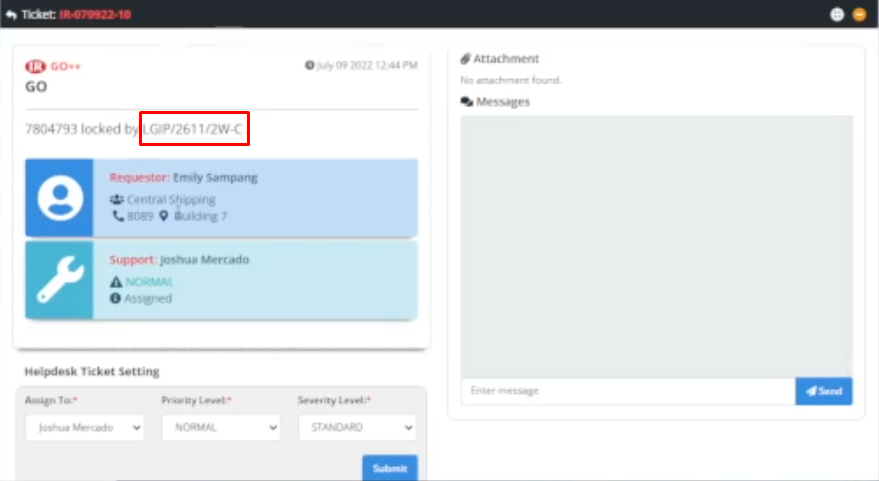 Ticket: IR-070922-10
IR GO++
July 09 2022 12:44 PM
GO
7804793 locked by LGIP/2611/2W-C
Requestor: Emily Sampang
Central Shipping
8089 Building 7
Support: Joshua Mercado
NORMAL
Assigned
Helpdesk Ticket Setting
Assign To:* Priority Level:* Severity Level:*
Joshua Mercado NORMAL STANDARD
Submit
Attachment
No attachment found.
Messages
Enter message Send